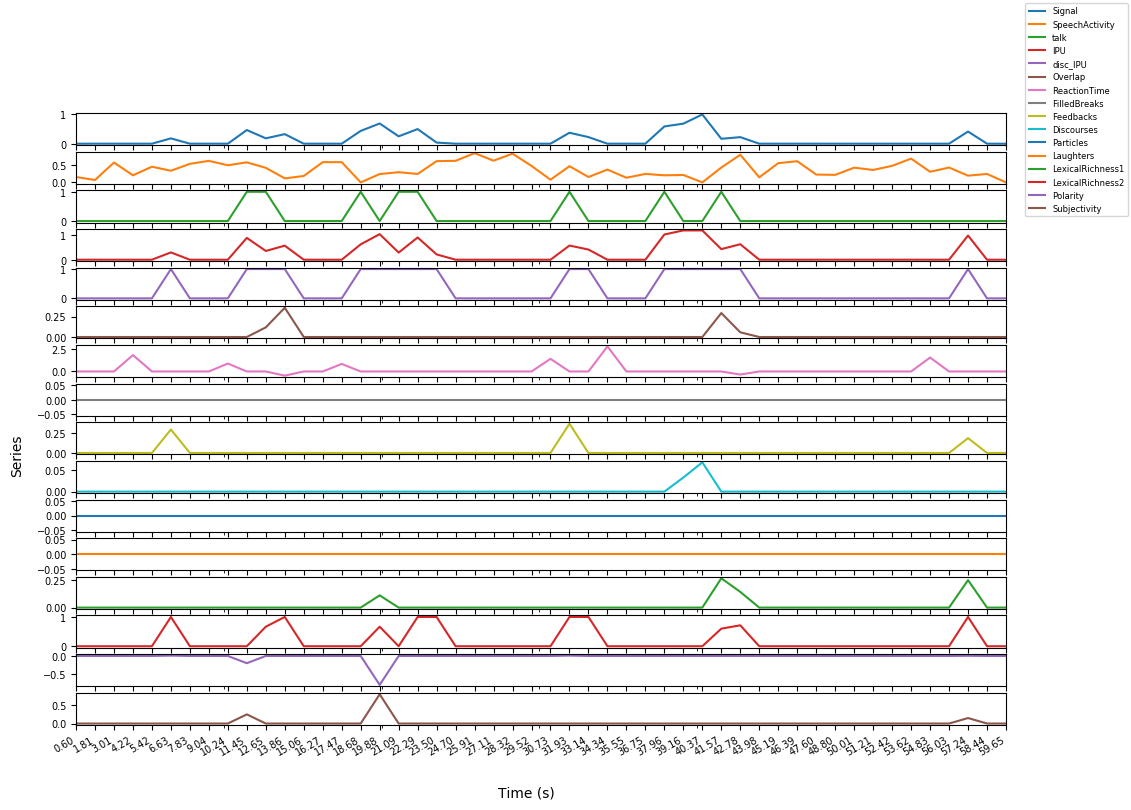 Signal
SpeechActivity
talk
IPU
disc_IPU
Overlap
ReactionTime
FilledBreaks
Feedbacks
Discourses
Particles
Laughters
LexicalRichness1
LexicalRichness2
Polarity
Subjectivity
1
0
0.5
0.0
1
0
1
0
1
0
0.25
0.00
2.5
0.0
0.05
0.00
−0.05
0.25
0.00
0.05
0.00
0.05
0.00
−0.05
0.05
0.00
−0.05
0.25
0.00
1
0
0.0
−0.5
0.5
0.0
Series
0.60 1.81 3.01 4.22 5.42 6.63 7.83 9.04 10.24 11.45 12.65 13.86 15.06 16.27 17.47 18.68 19.88 21.09 22.29 23.50 24.70 25.91 27.11 28.32 29.52 30.73 31.93 33.14 34.34 35.55 36.75 37.96 39.16 40.37 41.57 42.78 43.98 45.19 46.39 47.60 48.80 50.01 51.21 52.42 53.62 54.83 56.03 57.24 58.44 59.65
Time (s)